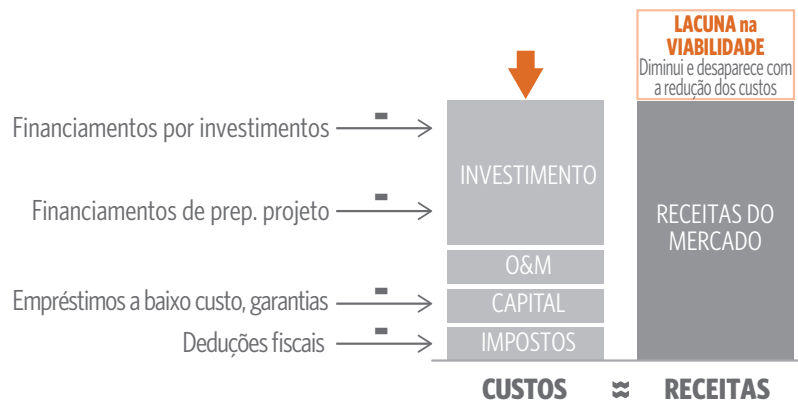 LACUNA na
VIABILIDADE
Diminui e desaparece com
a redução dos custos
Financiamentos por investimentos
-
INVESTIMENTO
Financiamentos de prep. projeto
-
RECEITAS DO
MERCADO
O&M
Empréstimos a baixo custo, garantias
-
CAPITAL
Deduções fiscais
-
IMPOSTOS
CUSTOS ≈ RECEITAS